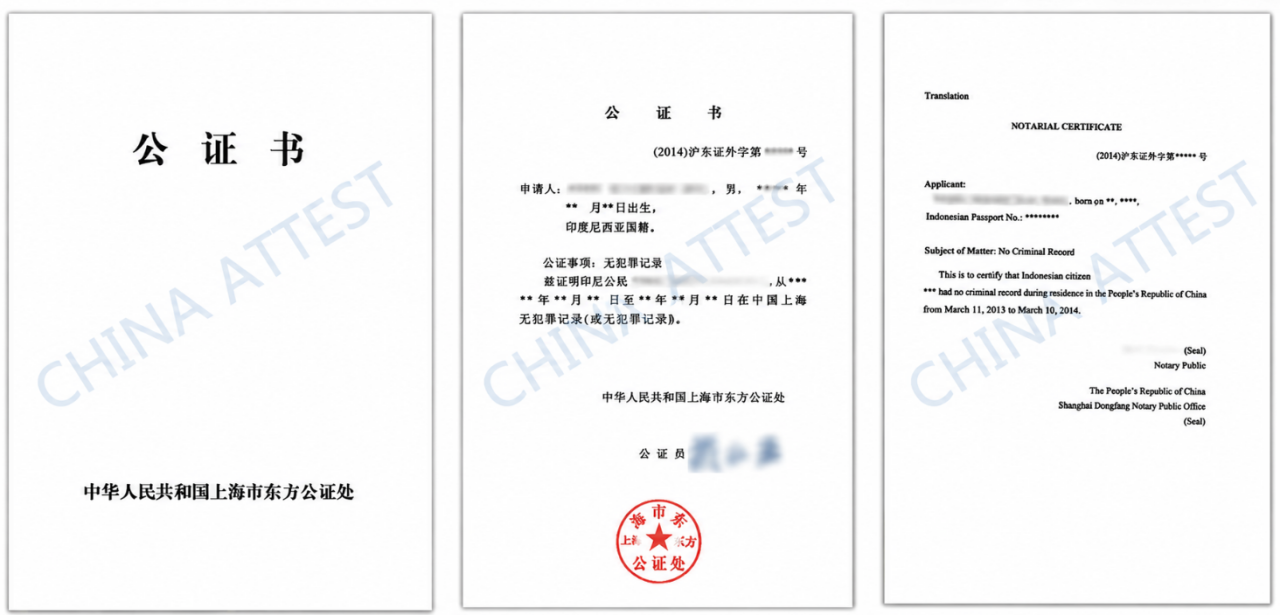 公 证 书
中华人民共和国上海市东方公证处
CHINA ATTEST
公 证 书
(2014)沪东证外字第 号
申请人: , 男, **** 年
** 月**日出生,
印度尼西亚国籍。
公证事项: 无犯罪记录
兹证明印尼公民 ,从***
** 年**月** 日至**年**月** 日在中国上海
无犯罪记录(或无犯罪记录)。
中华人民共和国上海市东方公证处
公 证 员
海市东
上海 东方
公证处
CHINA ATTEST
Translation
NOTARIAL CERTIFICATE
(2014)沪东证外字第***** 号
Applicant:
, born on **, ****,
Indonesian Passport No.: ********
Subject of Matter: No Criminal Record
This is to certify that Indonesian citizen
*** had no criminal record during residence in the People's Republic of China
from March 11, 2013 to March 10, 2014.
(Seal)
Notary Public
The People's Republic of China
Shanghai Dongfang Notary Public Office
(Seal)
CHINA ATTEST